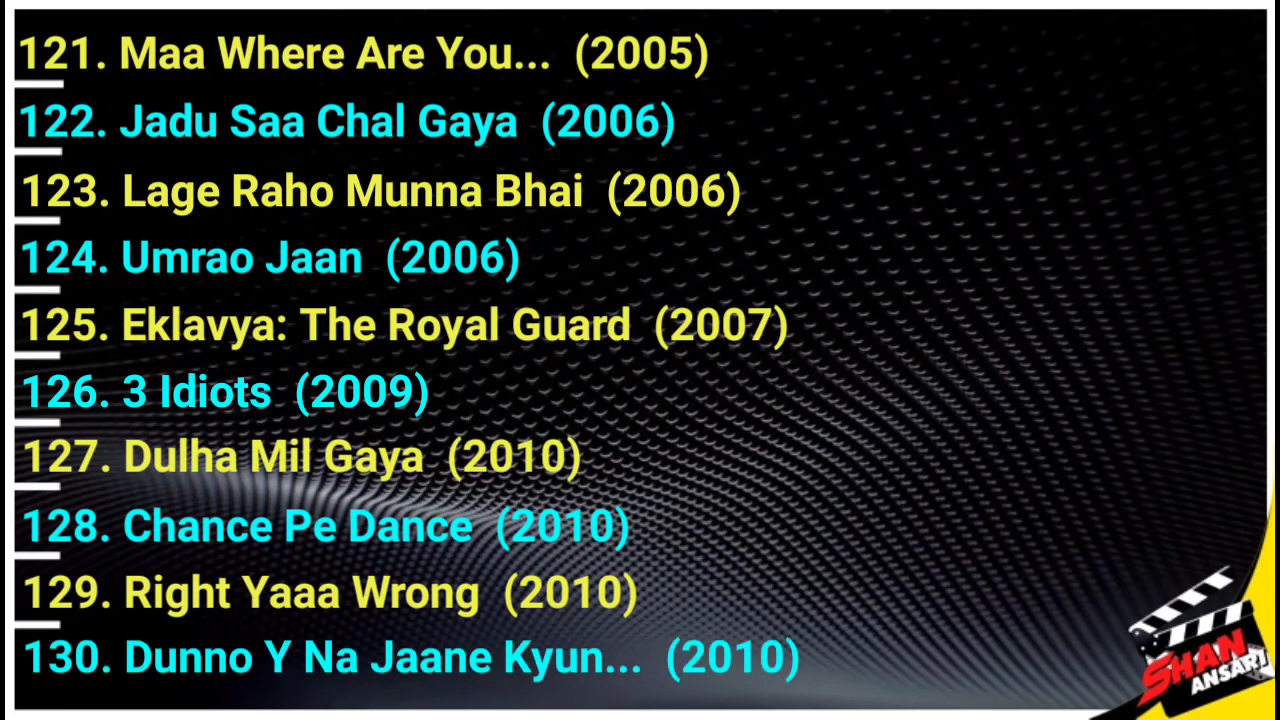 121. Maa Where Are You... (2005)
122. Jadu Saa Chal Gaya (2006)
123. Lage Raho Munna Bhai (2006)
124. Umrao Jaan (2006)
125. Eklavya: The Royal Guard (2007)
126. 3 Idiots (2009)
127. Dulha Mil Gaya (2010)
128. Chance Pe Dance (2010)
129. Right Yaaa Wrong (2010)
130. Dunno Y Na Jaane Kyun... (2010)
SHAN
ANSARI